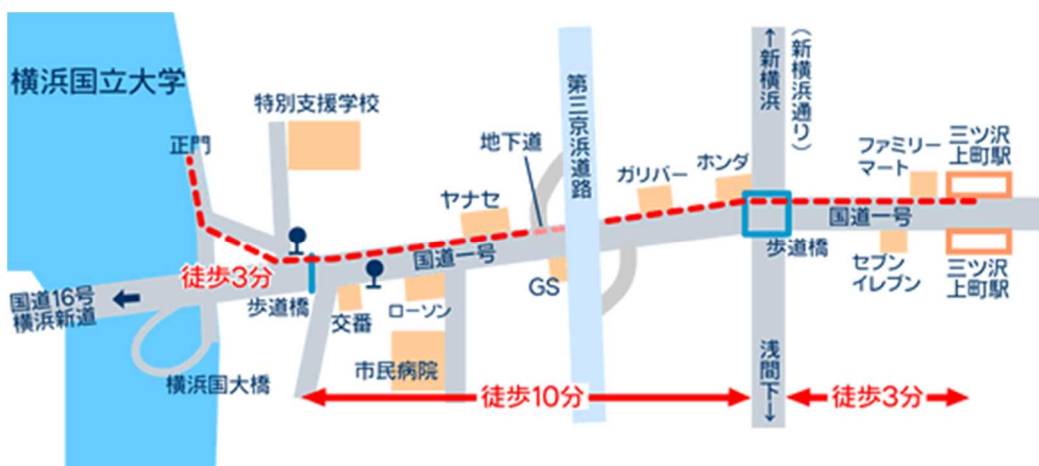 横浜国立大学
正門
特別支援学校
ヤナセ
地下道
第三京浜道路
ガリバー
ホンダ
↑新横浜
（新横浜通り）
ファミリー
マート
三ツ沢
上町駅
国道一号
歩道橋
セブン
イレブン
三ツ沢
上町駅
国道一号
GS
徒歩3分
国道16号
横浜新道
歩道橋
交番
ローソン
市民病院
横浜国大橋
徒歩10分
浅間下↓
徒歩3分